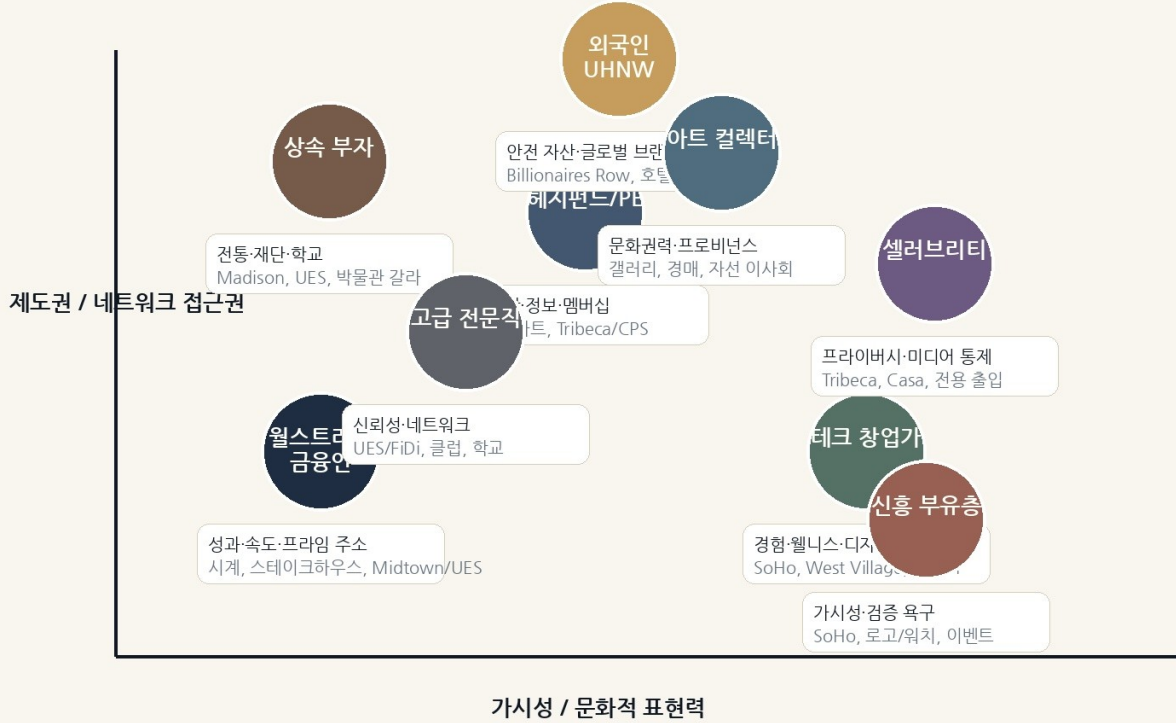 외국인
UHNW
아트 컬렉터
상속 부자
안전 자산·글로벌
Billionaires Row,
헤지펀드/PE
셀러브리티
전통·재단·학교
Madison, UES, 박물관 갈라
문화권력·프로비넌스
갤러리, 경매, 자선 이사회
제도권 / 네트워크 접근권
고급 전문직
·정보·멤버십
Tribeca/CPS
프라이버시·미디어 통제
Tribeca, Casa, 전용 출입
신뢰성·네트워크
UES/FiDi, 클럽, 학교
금융인
테크 창업가
신흥 부유층
성과·속도·프라임 주소
시계, 스테이크하우스, Midtown/UES
경험·웰니스·
SoHo, West
가시성·검증 욕구
SoHo, 로고/워치, 이벤트
가시성 / 문화적 표현력